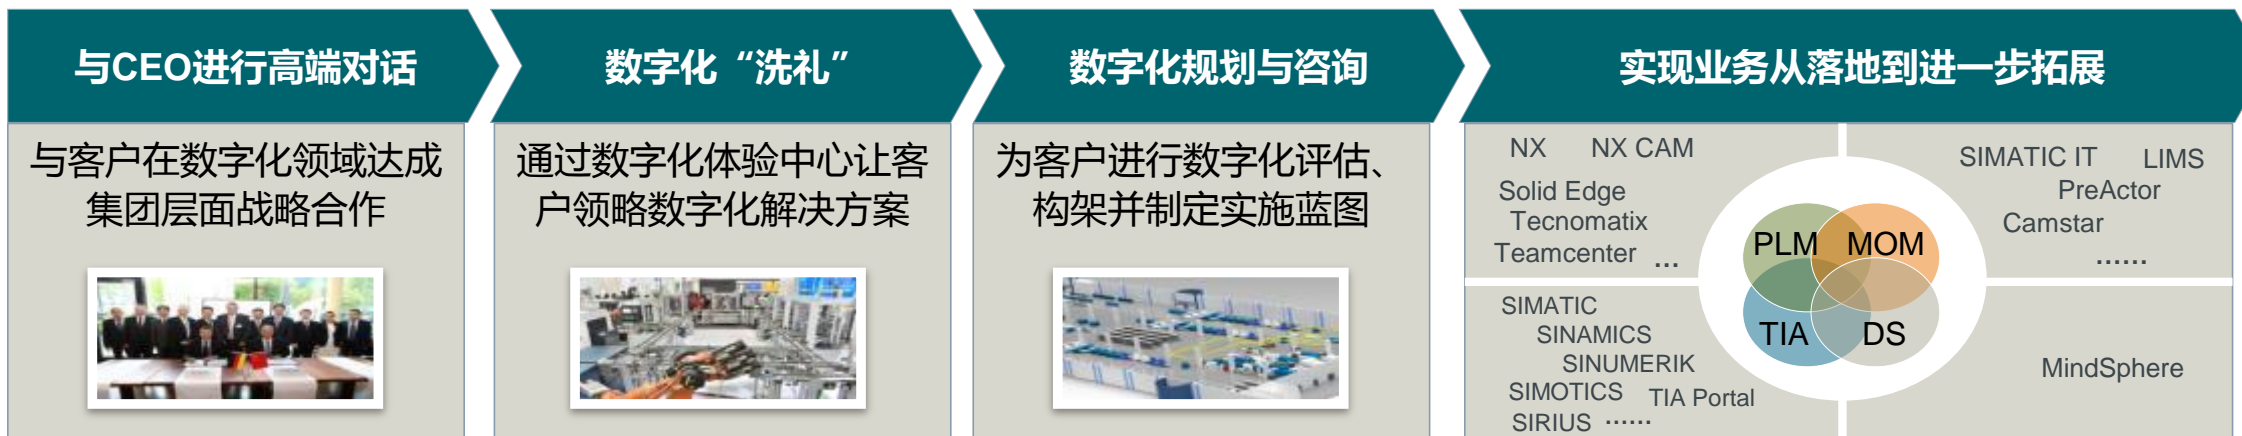 与CEO进行高端对话
数字化“洗礼”
数字化规划与咨询
实现业务从落地到进一步拓展
与客户在数字化领域达成
集团层面战略合作
通过数字化体验中心让客
户领略数字化解决方案
为客户进行数字化评估、
构架并制定实施蓝图
NX NX CAM
Solid Edge
Tecnomatix
Teamcenter ...
SIMATIC IT LIMS
PreActor
Camstar
......
PLM MOM
TIA DS
SIMATIC
SINAMICS
SINUMERIK
SIMOTICS TIA Portal
SIRIUS ......
MindSphere